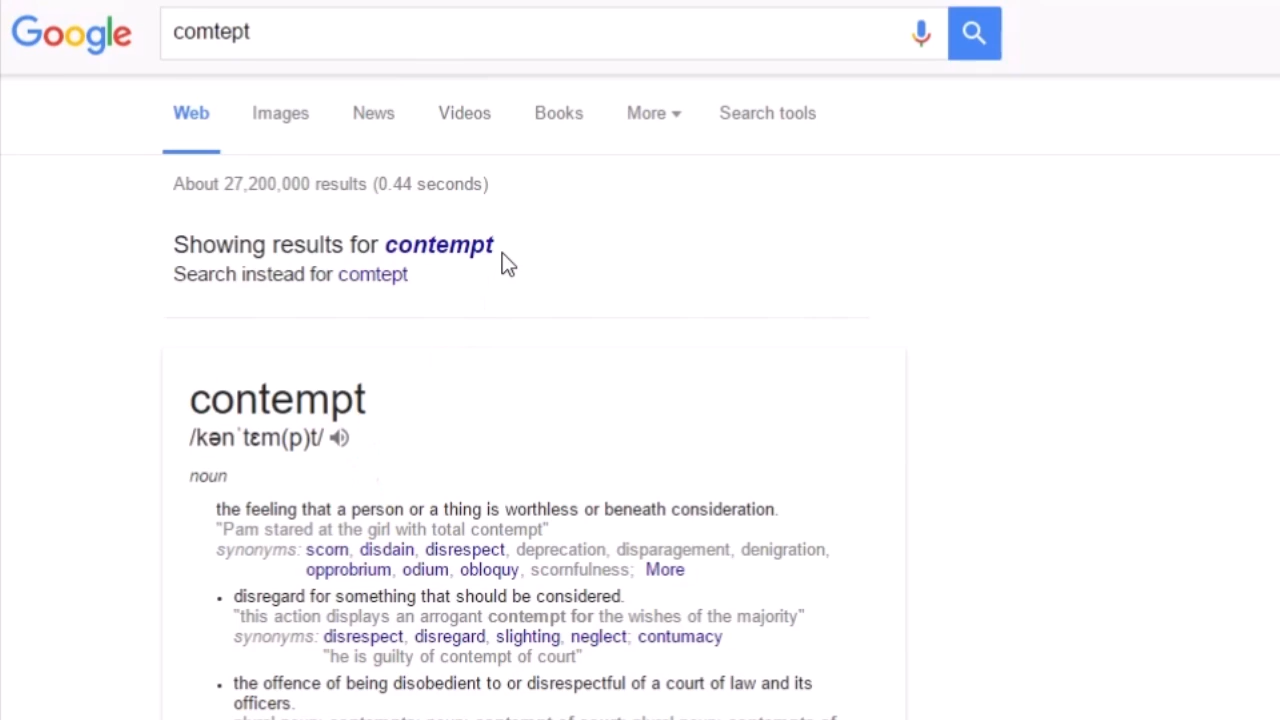 Google comtept
Web Images News Videos Books More Search tools
About 27,200,000 results (0.44 seconds)
Showing results for contempt
Search instead for comtept
contempt
/kənˈtɛm(p)t/
noun
the feeling that a person or a thing is worthless or beneath consideration.
"Pam stared at the girl with total contempt"
synonyms: scorn, disdain, disrespect, deprecation, disparagement, denigration,
opprobrium, odium, obloquy, scornfulness; More
• disregard for something that should be considered.
"this action displays an arrogant contempt for the wishes of the majority"
synonyms: disrespect, disregard, slighting, neglect; contumacy
"he is guilty of contempt of court"
• the offence of being disobedient to or disrespectful of a court of law and its
officers.